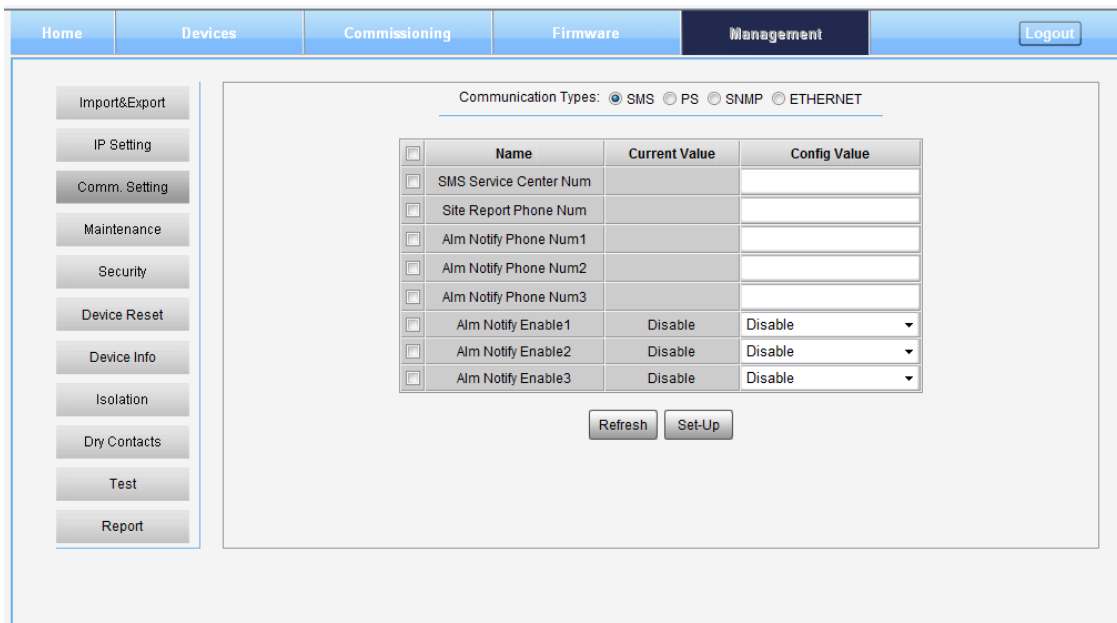 Home Devices Commissioning Firmware Management Logout
Import&Export
IP Setting
Comm. Setting
Maintenance
Security
Device Reset
Device Info
Isolation
Dry Contacts
Test
Report
Communication Types: SMS PS SNMP ETHERNET
Name Current Value Config Value
SMS Service Center Num
Site Report Phone Num
Alm Notify Phone Num1
Alm Notify Phone Num2
Alm Notify Phone Num3
Alm Notify Enable1 Disable Disable
Alm Notify Enable2 Disable Disable
Alm Notify Enable3 Disable Disable
Refresh Set-Up